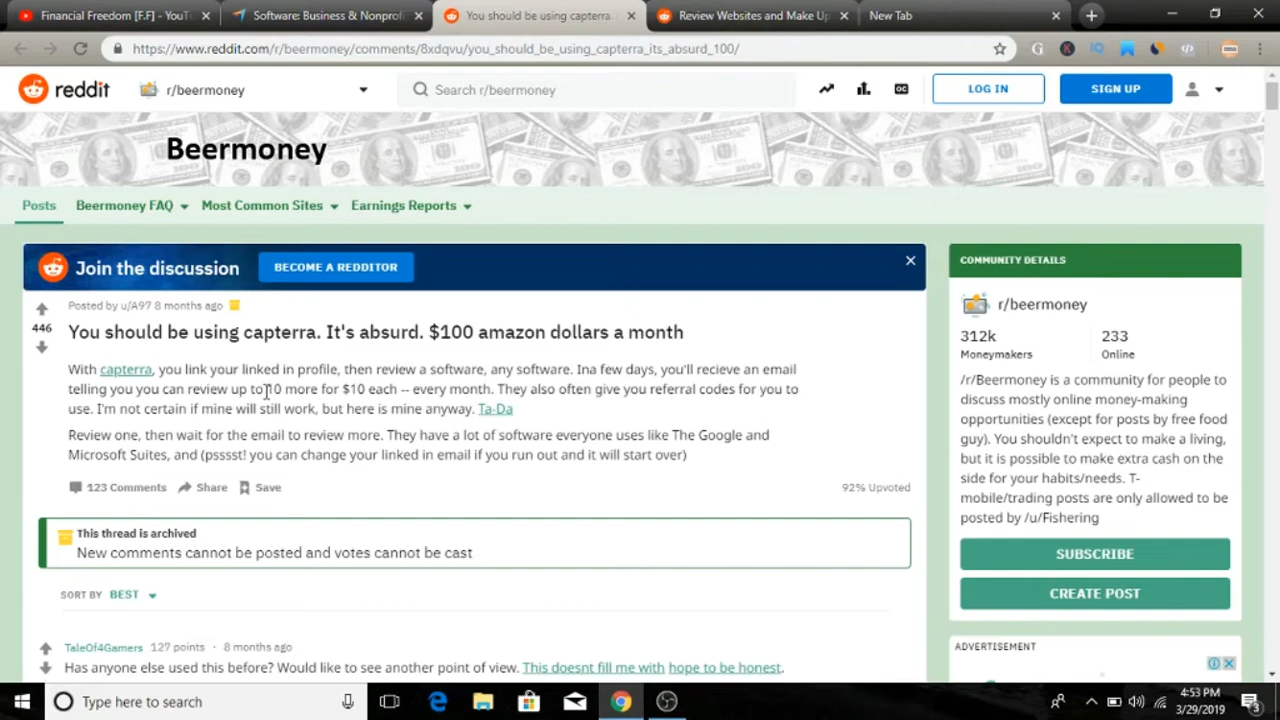 Financial Freedom [F.F] - YouTu
Software: Business & Nonprofi
You should be using capterra.
Review Websites and Make Up
New Tab
https://www.reddit.com/r/beermoney/comments/8xdqvu/you_should_be_using_capterra_its_absurd_100/
reddit
r/beermoney
Search r/beermoney
LOG IN
SIGN UP
Beermoney
Posts
Beermoney FAQ
Most Common Sites
Earnings Reports
Join the discussion
BECOME A REDDITOR
Posted by u/A97 8 months ago
446
You should be using capterra. It's absurd. $100 amazon dollars a month
With capterra, you link your linked in profile, then review a software, any software. Ina few days, you'll recieve an email
telling you you can review up to 10 more for $10 each -- every month. They also often give you referral codes for you to
use. I'm not certain if mine will still work, but here is mine anyway. Ta-Da
Review one, then wait for the email to review more. They have a lot of software everyone uses like The Google and
Microsoft Suites, and (psssst! you can change your linked in email if you run out and it will start over)
123 Comments
Share
Save
92% Upvoted
This thread is archived
New comments cannot be posted and votes cannot be cast
SORT BY BEST
TaleOf4Gamers 127 points · 8 months ago
Has anyone else used this before? Would like to see another point of view. This doesnt fill me with hope to be honest.
COMMUNITY DETAILS
r/beermoney
312k
Moneymakers
233
Online
/r/Beermoney is a community for people to
discuss mostly online money-making
opportunities (except for posts by free food
guy). You shouldn't expect to make a living,
but it is possible to make extra cash on the
side for your habits/needs. T-
mobile/trading posts are only allowed to be
posted by /u/Fishering
SUBSCRIBE
CREATE POST
ADVERTISEMENT
Type here to search
4:53 PM
3/29/2019
3